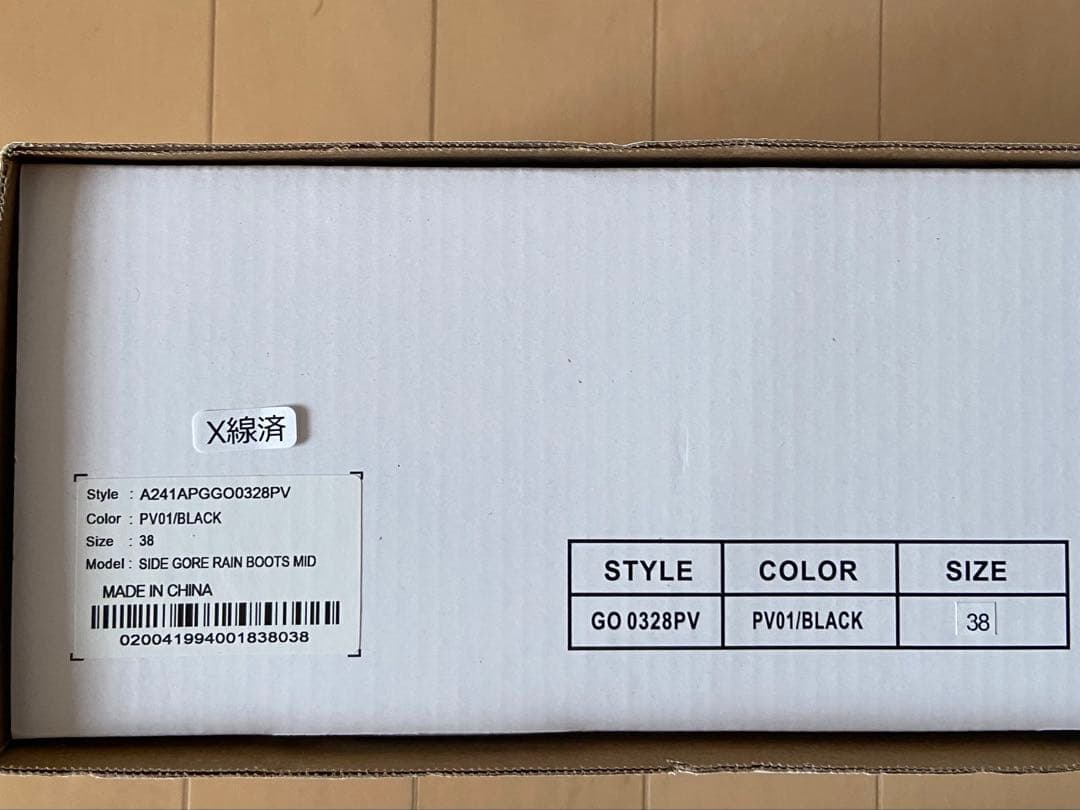 X線済
Style : A241APGGO0328PV
Color : PV01/BLACK
Size : 38
Model : SIDE GORE RAIN BOOTS MID
MADE IN CHINA
020041994001838038
STYLE COLOR SIZE
GO 0328PV PV01/BLACK 38